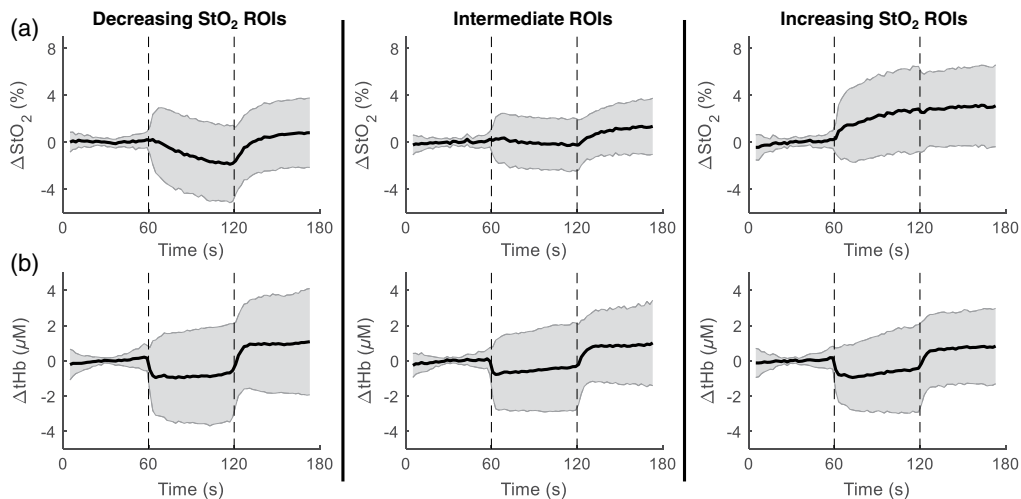 (a)
Decreasing StO₂ ROIs
Intermediate ROIs
Increasing StO₂ ROIs
ΔStO₂ (%)
8
4
0
-4
0 60 120 180
Time (s)
ΔStO₂ (%)
8
4
0
-4
0 60 120 180
Time (s)
ΔStO₂ (%)
8
4
0
-4
0 60 120 180
Time (s)
(b)
ΔtHb (µM)
4
2
0
-2
-4
0 60 120 180
Time (s)
ΔtHb (µM)
4
2
0
-2
-4
0 60 120 180
Time (s)
ΔtHb (µM)
4
2
0
-2
-4
0 60 120 180
Time (s)